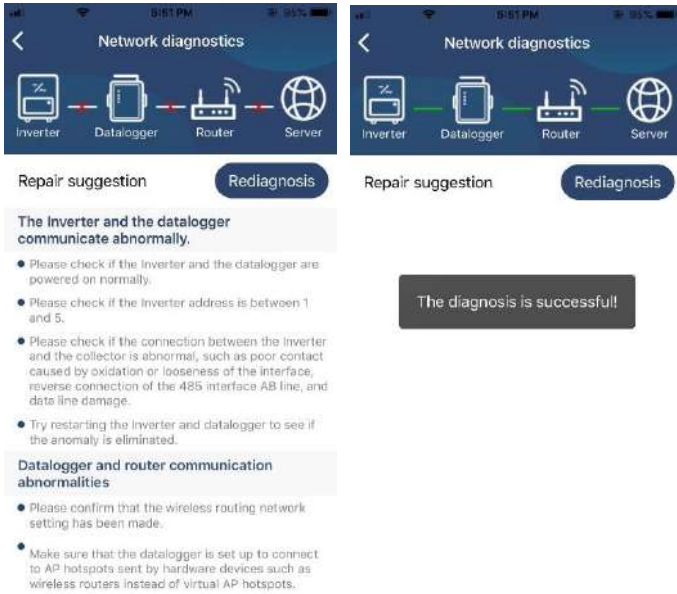 5:51 PM
95%
Network diagnostics
Inverter Datalogger Router Server
Repair suggestion Rediagnosis
The Inverter and the datalogger
communicate abnormally.
Please check if the Inverter and the datalogger are
powered on normally.
Please check if the Inverter address is between 1
and 5.
Please check if the connection between the Inverter
and the collector is abnormal, such as poor contact
caused by oxidation or looseness of the interface,
reverse connection of the 485 interface AB line, and
data line damage.
Try restarting the Inverter and datalogger to see if
the anomaly is eliminated.
Datalogger and router communication
abnormalities
Please confirm that the wireless routing network
setting has been made.
Make sure that the datalogger is set up to connect
to AP hotspots sent by hardware devices such as
wireless routers instead of virtual AP hotspots.
5:51 PM
95%
Network diagnostics
Inverter Datalogger Router Server
Repair suggestion Rediagnosis
The diagnosis is successful!